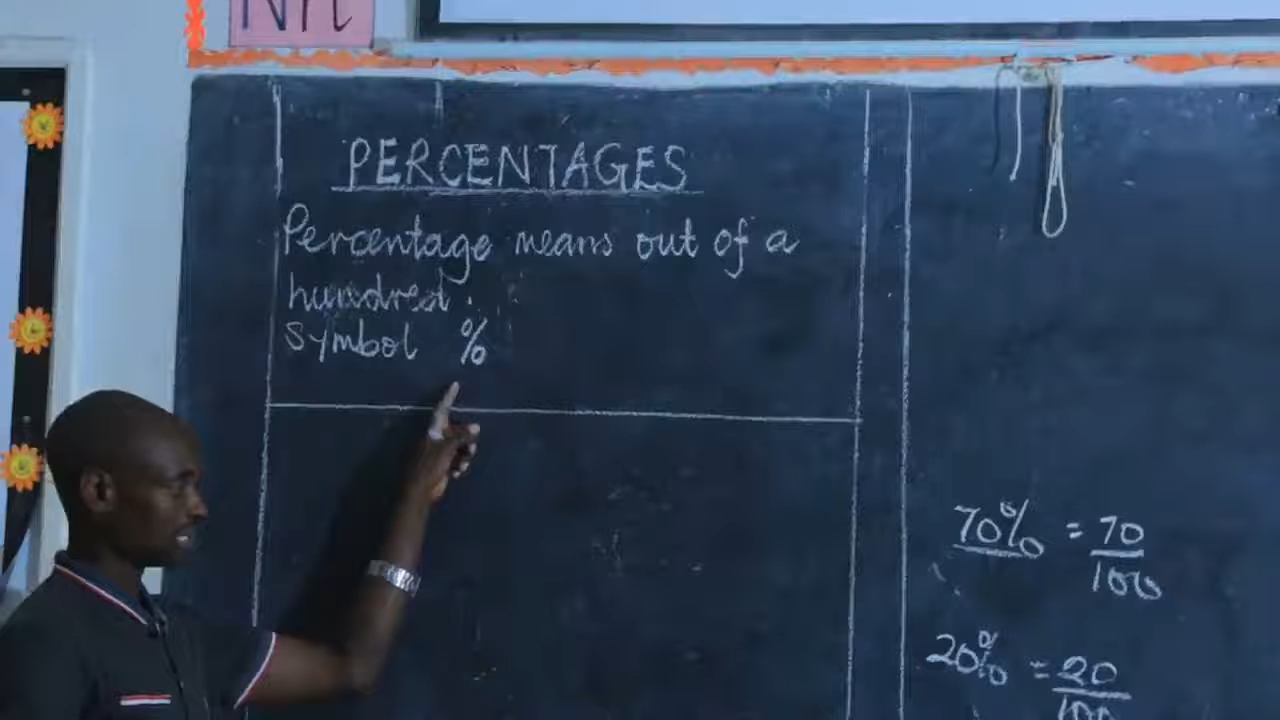 PERCENTAGES
Percentage means out of a
hundred.
Symbol %
70% = 70/100
20% = 20/100